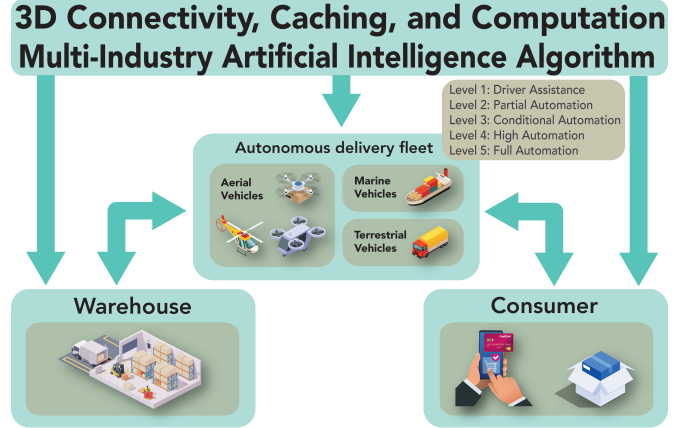 3D Connectivity, Caching, and Computation
Multi-Industry Artificial Intelligence Algorithm
Level 1: Driver Assistance
Level 2: Partial Automation
Level 3: Conditional Automation
Level 4: High Automation
Level 5: Full Automation
Autonomous delivery fleet
Aerial
Vehicles
Marine
Vehicles
Terrestrial
Vehicles
Warehouse
Consumer